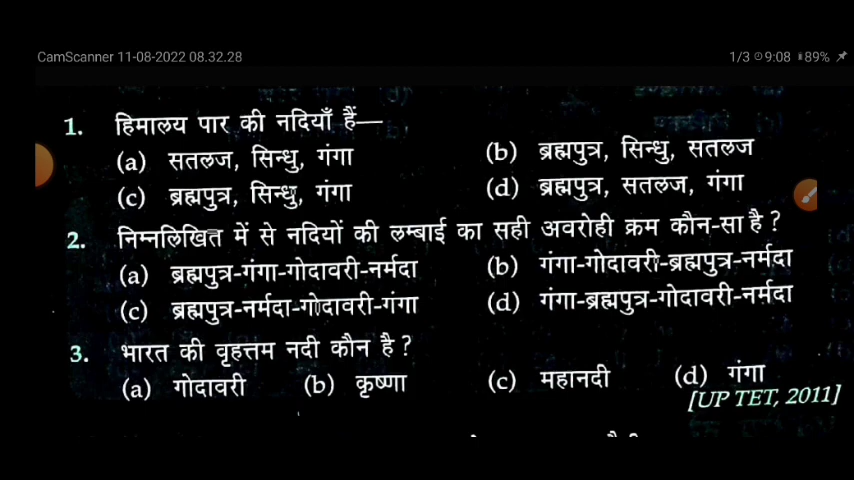 CamScanner 11-08-2022 08.32.28
1/3 9:08 89%
1. हिमालय पार की नदियाँ हैं—
(a) सतलज, सिन्धु, गंगा (b) ब्रह्मपुत्र, सिन्धु, सतलज
(c) ब्रह्मपुत्र, सिन्धु, गंगा (d) ब्रह्मपुत्र, सतलज, गंगा
2. निम्नलिखित में से नदियों की लम्बाई का सही अवरोही क्रम कौन-सा है ?
(a) ब्रह्मपुत्र-गंगा-गोदावरी-नर्मदा (b) गंगा-गोदावरी-ब्रह्मपुत्र-नर्मदा
(c) ब्रह्मपुत्र-नर्मदा-गोदावरी-गंगा (d) गंगा-ब्रह्मपुत्र-गोदावरी-नर्मदा
3. भारत की वृहत्तम नदी कौन है ?
(a) गोदावरी (b) कृष्णा (c) महानदी (d) गंगा
[UP TET, 2011]